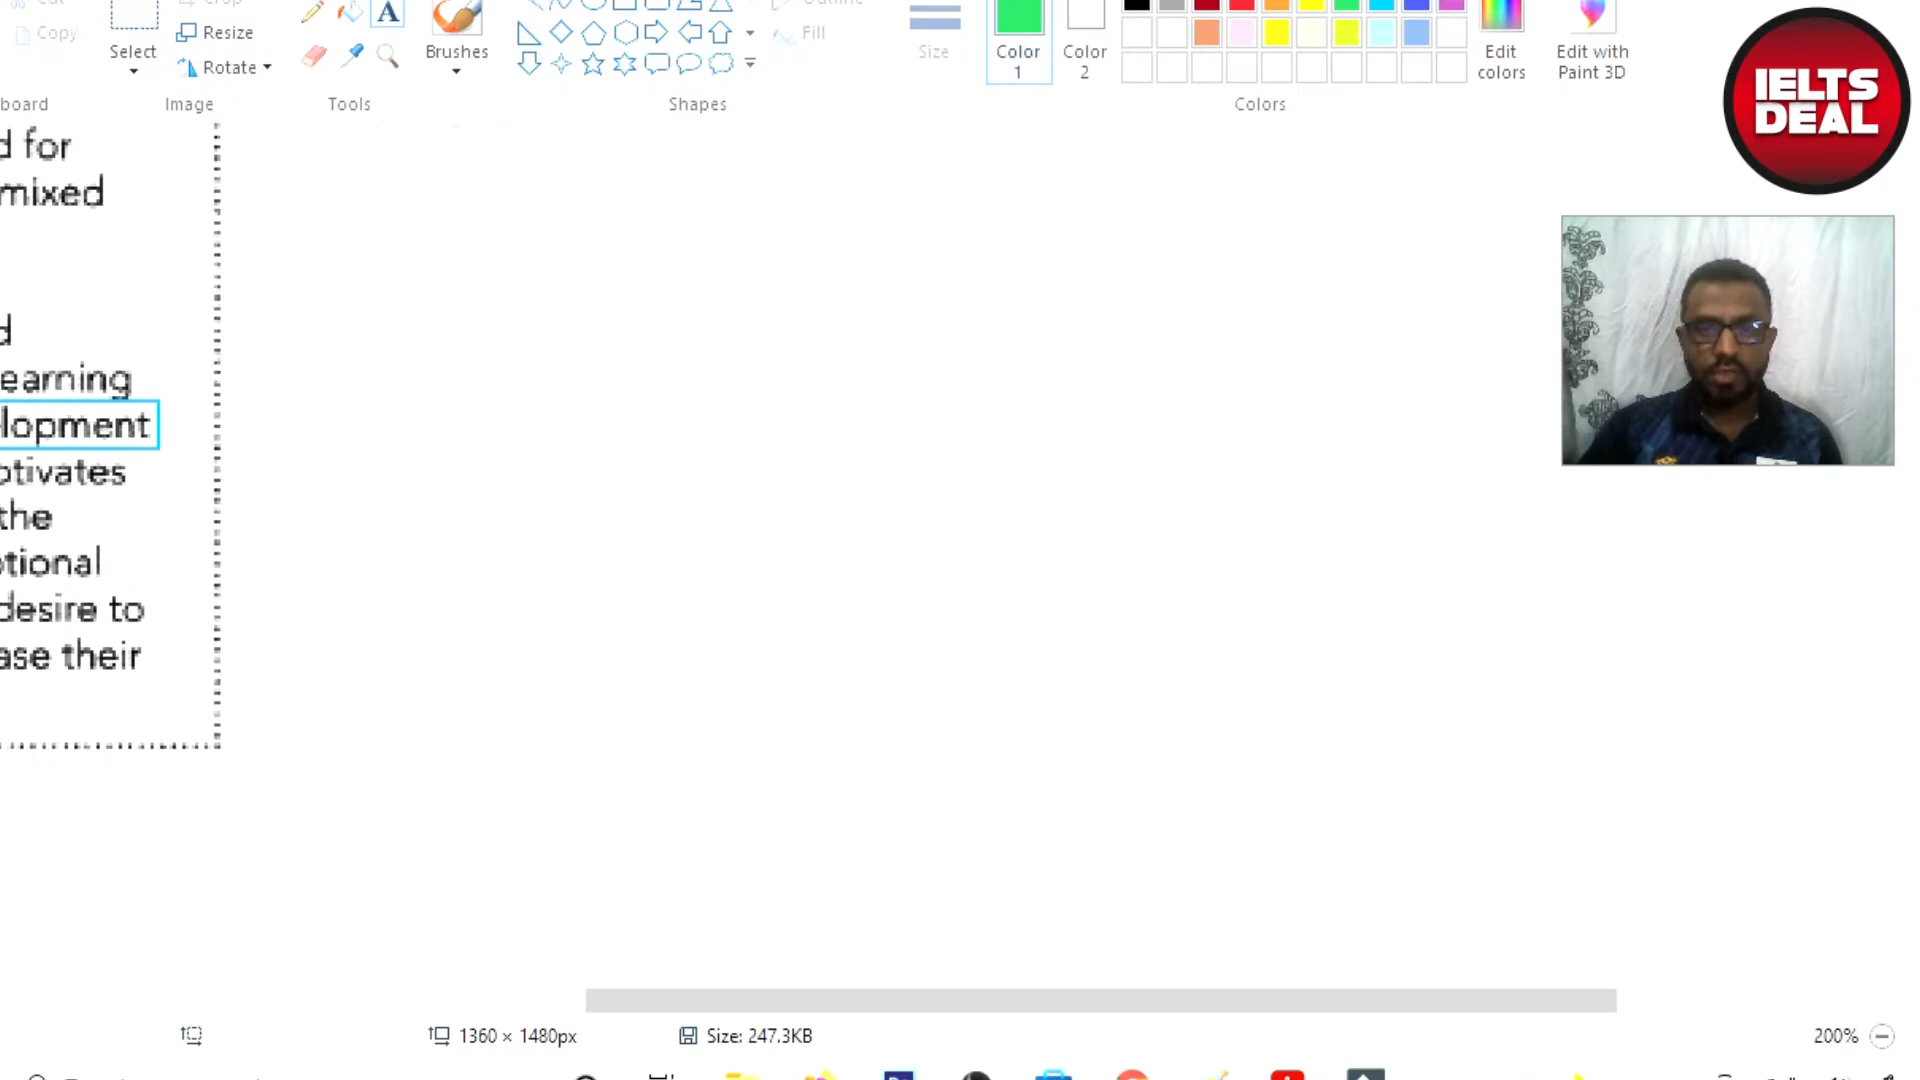 Copy
Select
Resize
Rotate
Brushes
Outline
Fill
Size
Color
1
Color
2
Edit
colors
Edit with
Paint 3D
board
Image
Tools
Shapes
Colors
IELTS
DEAL
d for
mixed
d
earning
lopment
otivates
the
otional
desire to
ase their
1360 × 1480px
Size: 247.3KB
200%